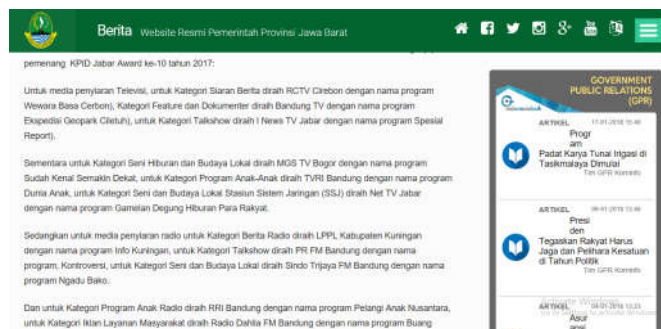 Berita Website Resmi Pemerintah Provinsi Jawa Barat
pemenang KPID Jabar Award ke-10 tahun 2017:
Untuk media penyiaran Televisi, untuk Kategori Siaran Berita diraih RCTV Cirebon dengan nama program
Wewara Basa Cerbon), Kategori Feature dan Dokumenter diraih Bandung TV dengan nama program
Ekspedisi Geopark Ciletuh), untuk Kategori Talkshow diraih I News TV Jabar dengan nama program Spesial
Report).
Sementara untuk Kategori Seni Hiburan dan Budaya Lokal diraih MGS TV Bogor dengan nama program
Sudah Kenal Semakin Dekat, untuk Kategori Program Anak-Anak diraih TVRI Bandung dengan nama program
Dunia Anak, untuk Kategori Seni dan Budaya Lokal Stasiun Sistem Jaringan (SSJ) diraih Net TV Jabar
dengan nama program Gamelan Degung Hiburan Para Rakyat.
Sedangkan untuk media penyiaran radio untuk Kategori Berita Radio diraih LPPL Kabupaten Kuningan
dengan nama program Info Kuningan, untuk Kategori Talkshow diraih PR FM Bandung dengan nama
program, Kontroversi, untuk Kategori Seni dan Budaya Lokal diraih Sindo Trijaya FM Bandung dengan nama
program Ngadu Bako.
Dan untuk Kategori Program Anak Radio diraih RRI Bandung dengan nama program Pelangi Anak Nusantara,
untuk Kategori Iklan Layanan Masyarakat diraih Radio Dahlia FM Bandung dengan nama program Buang
GOVERNMENT
PUBLIC RELATIONS
(GPR)
ARTIKEL 17-01-2018 15:46
Progr
am
Padat Karya Tunai Irigasi di
Tasikmalaya Dimulai
Tim GPR Kominfo
ARTIKEL
Presi
den
Tegaskan Rakyat Harus
Jaga dan Pelihara Kesatuan
di Tahun Politik
Tim GPR Kominfo
ARTIKEL
Activate Windows
Asur
ansi